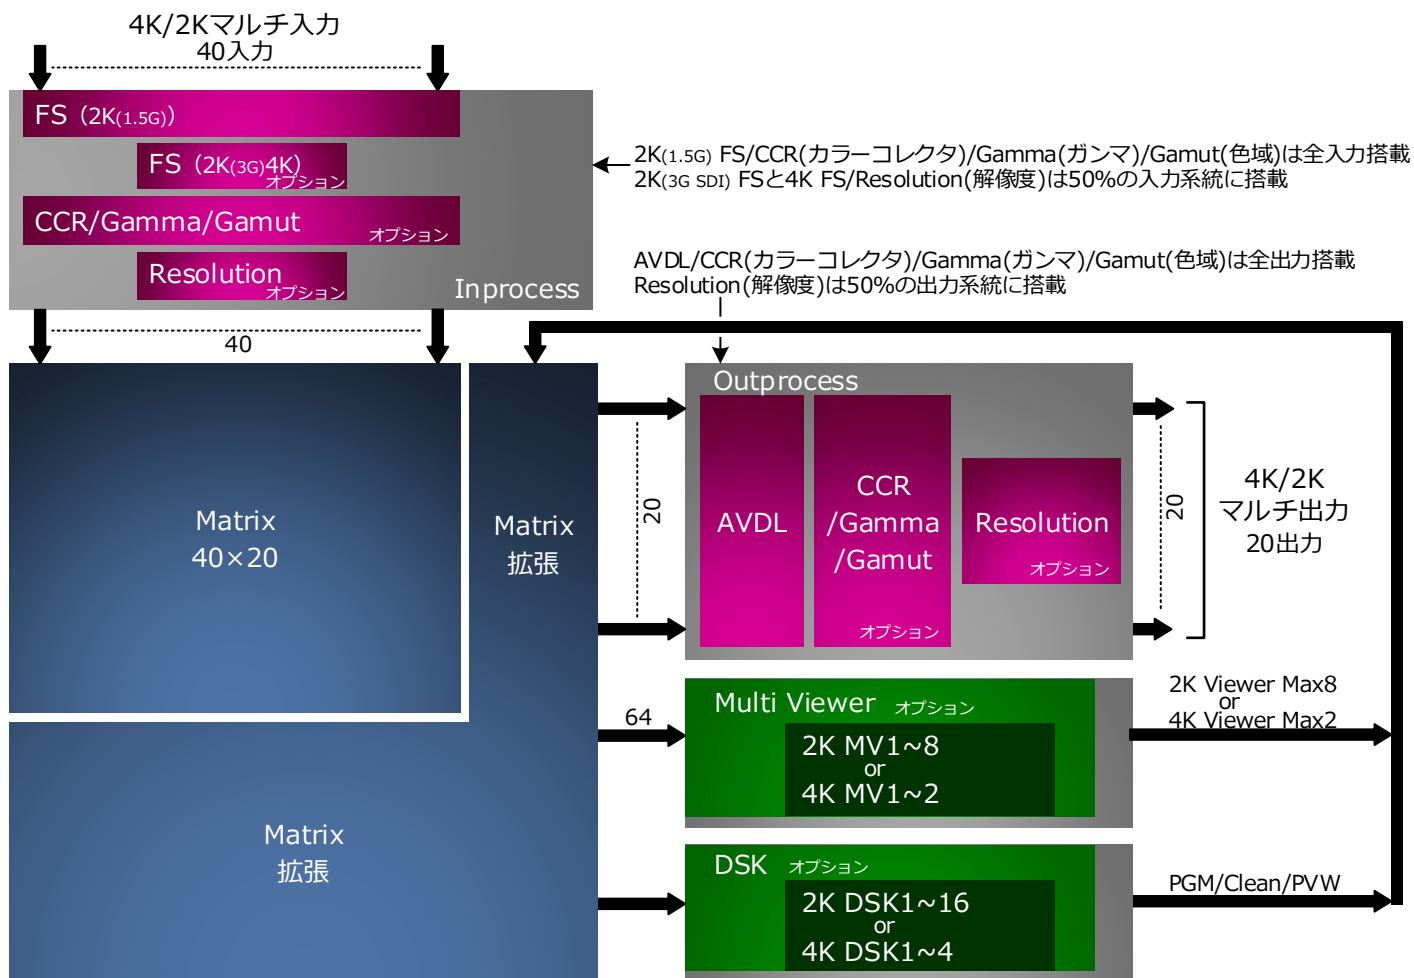 4K/2Kマルチ入力
40入力
FS（2K(1.5G)）
FS（2K(3G)4K）
オプション
CCR/Gamma/Gamut
オプション
Resolution
オプション
Inprocess
2K(1.5G) FS/CCR(カラーコレクタ)/Gamma(ガンマ)/Gamut(色域)は全入力搭載
2K(3G SDI) FSと4K FS/Resolution(解像度)は50%の入力系統に搭載
AVDL/CCR(カラーコレクタ)/Gamma(ガンマ)/Gamut(色域)は全出力搭載
Resolution(解像度)は50%の出力系統に搭載
40
Matrix
40×20
Matrix
拡張
Matrix
拡張
20
Outprocess
AVDL
CCR
/Gamma
/Gamut
オプション
Resolution
オプション
20
4K/2K
マルチ出力
20出力
64
Multi Viewer オプション
2K MV1~8
or
4K MV1~2
2K Viewer Max8
or
4K Viewer Max2
DSK オプション
2K DSK1~16
or
4K DSK1~4
PGM/Clean/PVW